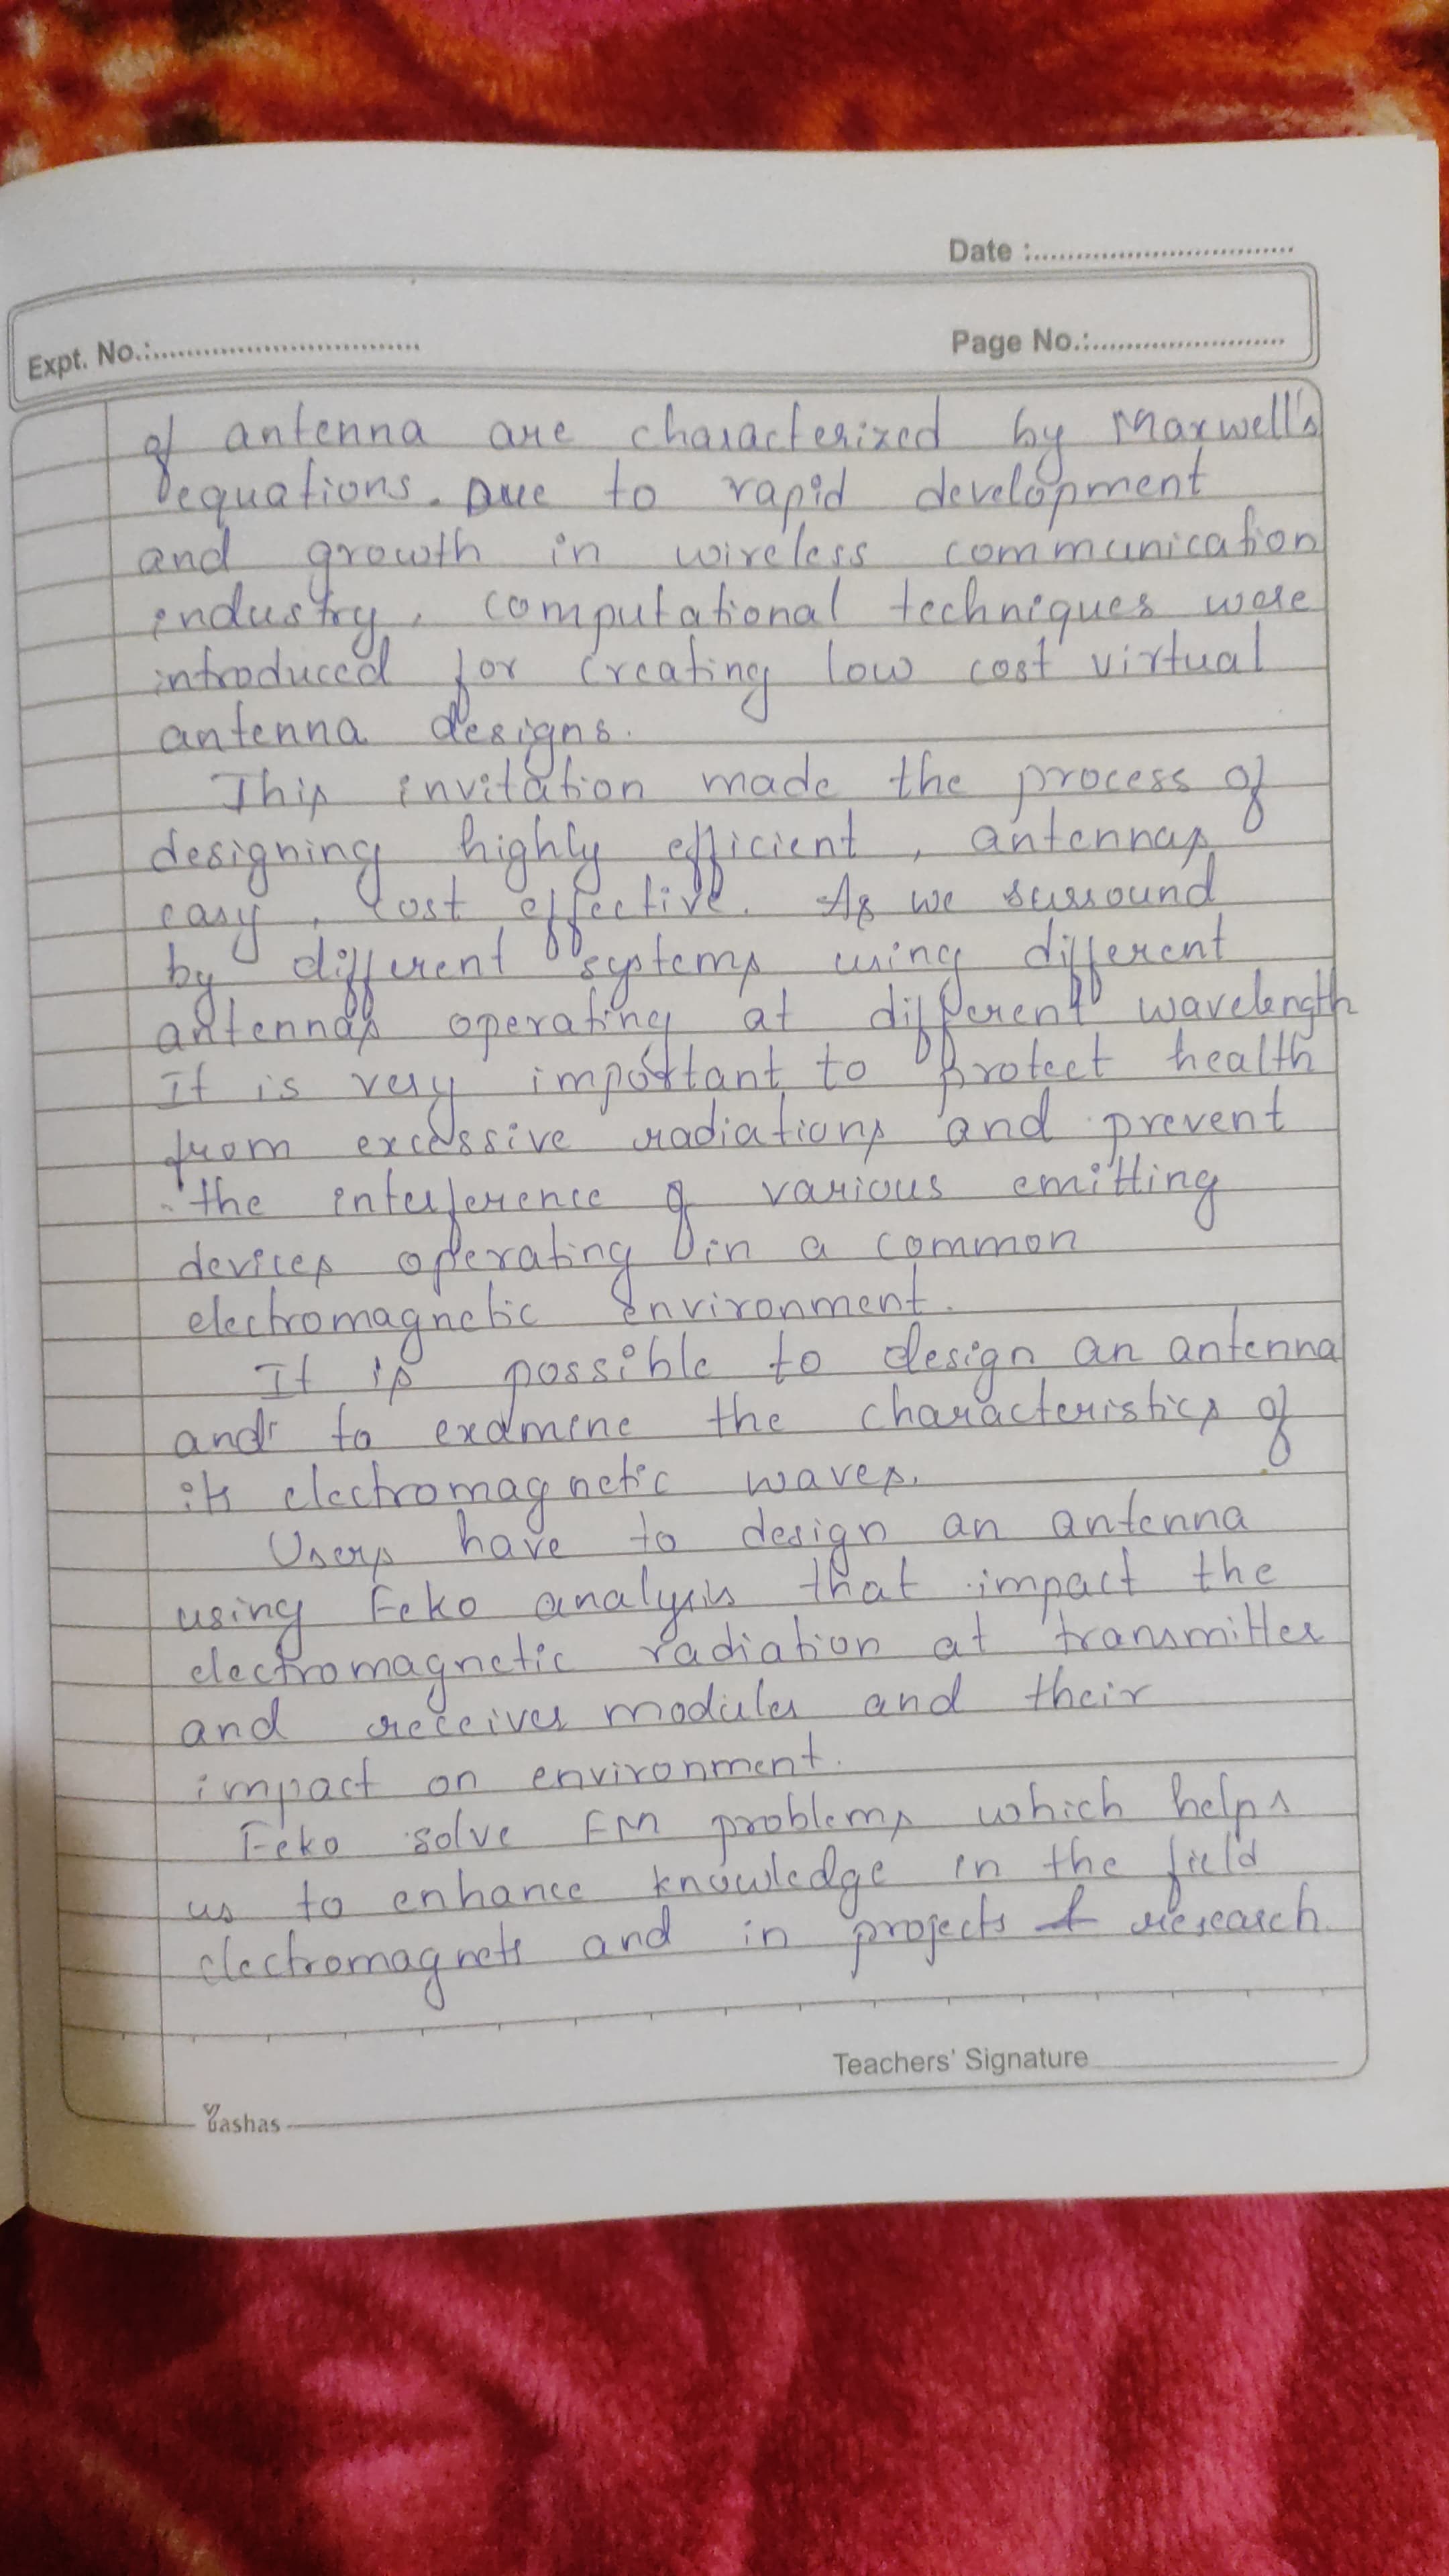 Date :
Expt. No.:
Page No.:
of antenna are characterized by Maxwell's
equations. Due to rapid development
and growth in wireless communication
industry, computational techniques were
introduced for creating low cost virtual
antenna designs.
This invitation made the process of
designing highly efficient, antennas
easy, cost effective. As we surround
by different systems using different
antennas operating at different wavelength
It is very important to protect health
from excessive radiations and prevent
the interference of various emitting
devices operating in a common
electromagnetic environment.
It is possible to design an antenna
and to examine the characteristics of
its electromagnetic waves.
Users have to design an antenna
using Feko analysis that impact the
electromagnetic radiation at transmitter
and receiver modules and their
impact on environment.
Feko solve EM problems which helps
us to enhance knowledge in the field
electromagnets and in projects & research
Teachers' Signature
Yashas